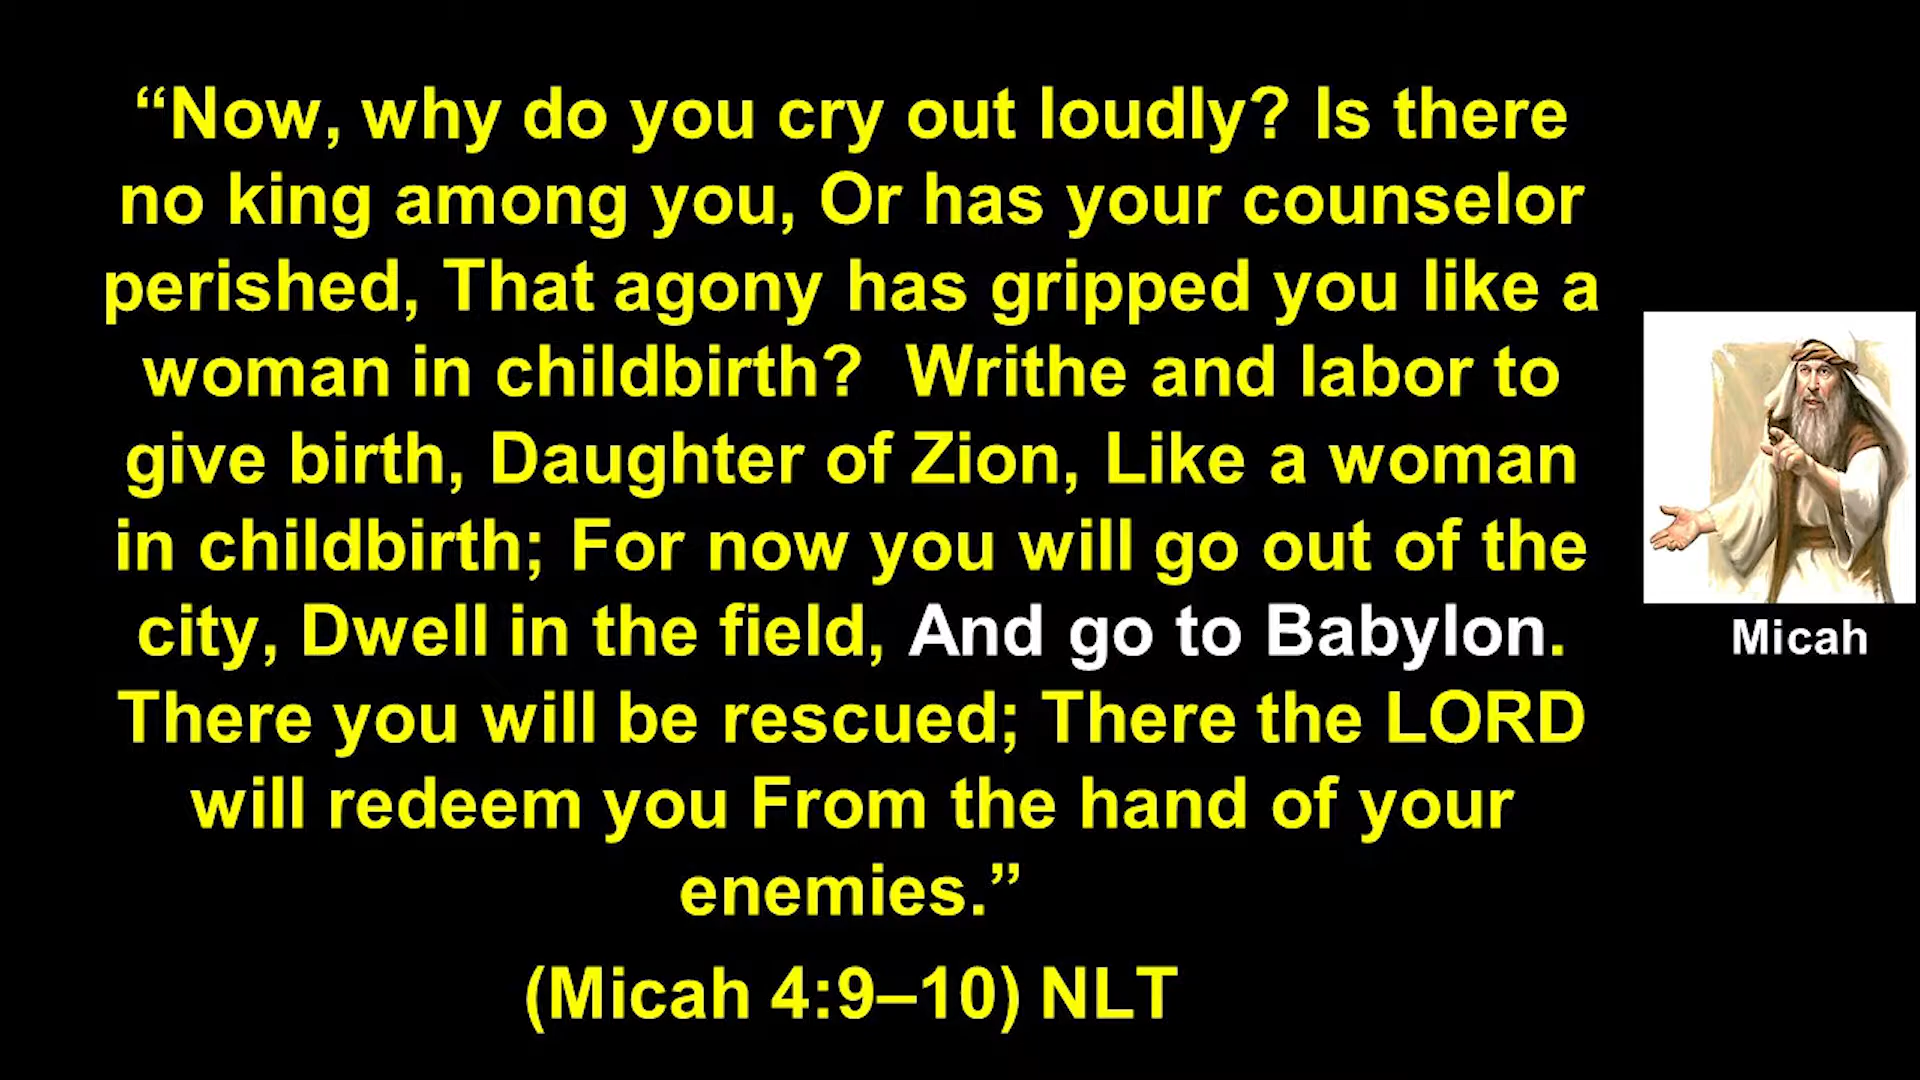 “Now, why do you cry out loudly? Is there
no king among you, Or has your counselor
perished, That agony has gripped you like a
woman in childbirth?  Writhe and labor to
give birth, Daughter of Zion, Like a woman
in childbirth; For now you will go out of the
city, Dwell in the field, And go to Babylon.
There you will be rescued; There the LORD
will redeem you From the hand of your
enemies.”
(Micah 4:9–10) NLT
Micah